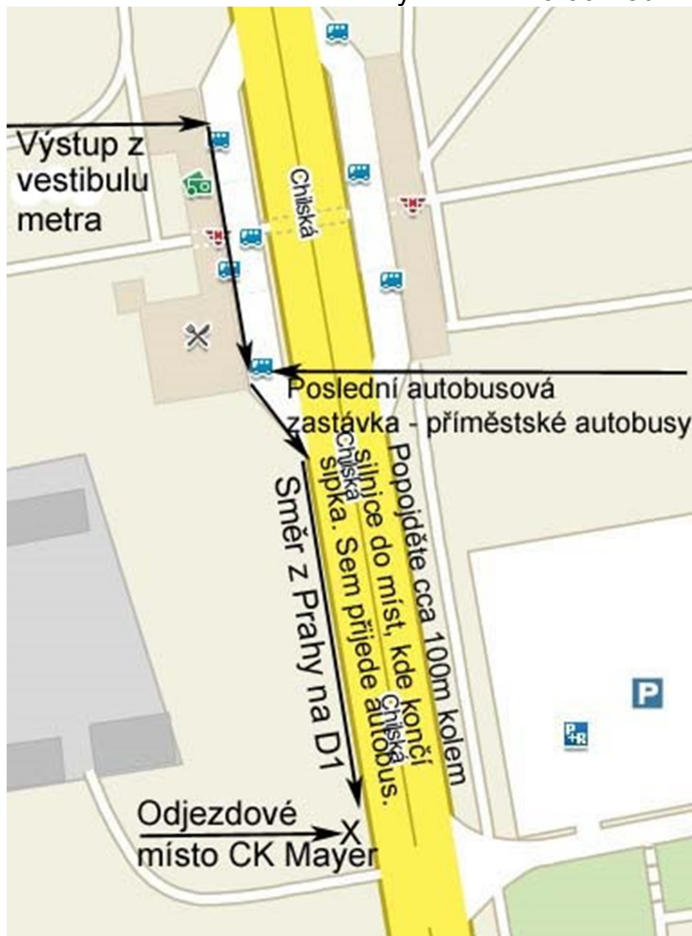 Výstup z
vestibulu
metra
Chilská
Poslední autobusová
zastávka - příměstské autobusy
Chilská
Popojděte cca 100m kolem
silnice do míst, kde končí
šipka. Sem přijede autobus.
Směr z Prahy na D1
Chilská
P
P+R
Odjezdové
místo CK Mayer
X